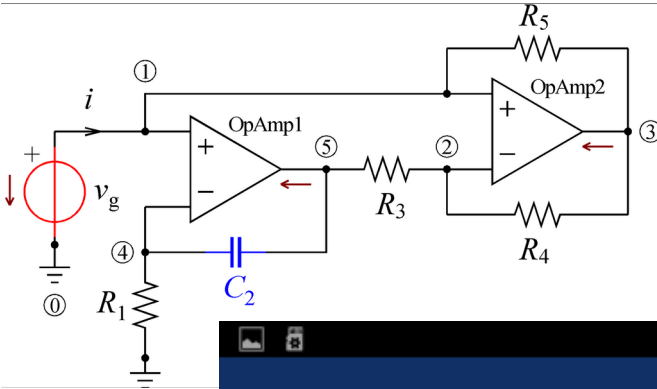 R5
①
i
OpAmp2
+
OpAmp1
③
+
+
⑤
②
−
vg
−
R3
④
R4
C2
⓪
R1